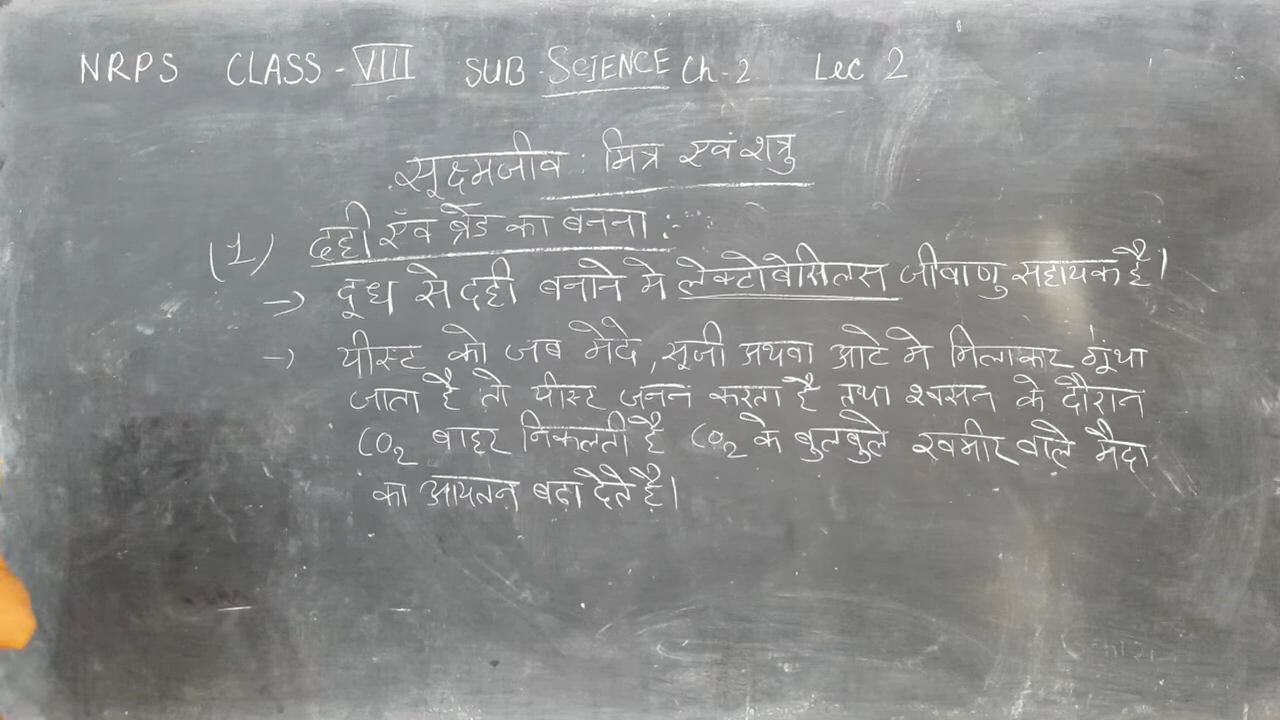 NRPS CLASS - VIII SUB - SCIENCE Ch - 2 Lec 2
सूक्ष्मजीव : मित्र एवं शत्रु
(1) दही एंव ब्रेड का बनना :-
→ दूध से दही बनाने मे लेक्टोबेसिलस जीवाणु सहायक है।
→ यीस्ट को जब मैदे, सूजी अथवा आटे मे मिलाकर गूंथा
जाता है तो यीस्ट जनन करता है तथा श्वसन के दौरान
CO2 बाहर निकलती है CO2 के बुलबुले खमीर वाले मैदा
का आयतन बढा देते है।